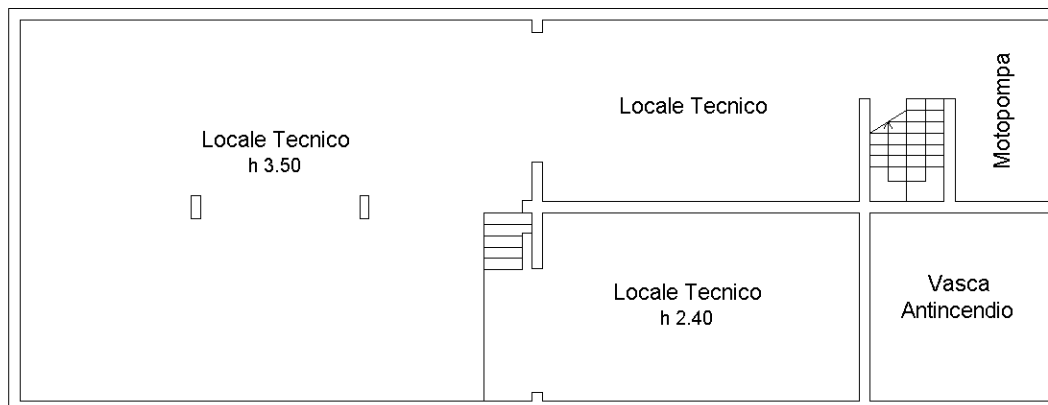 Locale Tecnico
h 3.50
Locale Tecnico
Motopompa
Locale Tecnico
h 2.40
Vasca
Antincendio